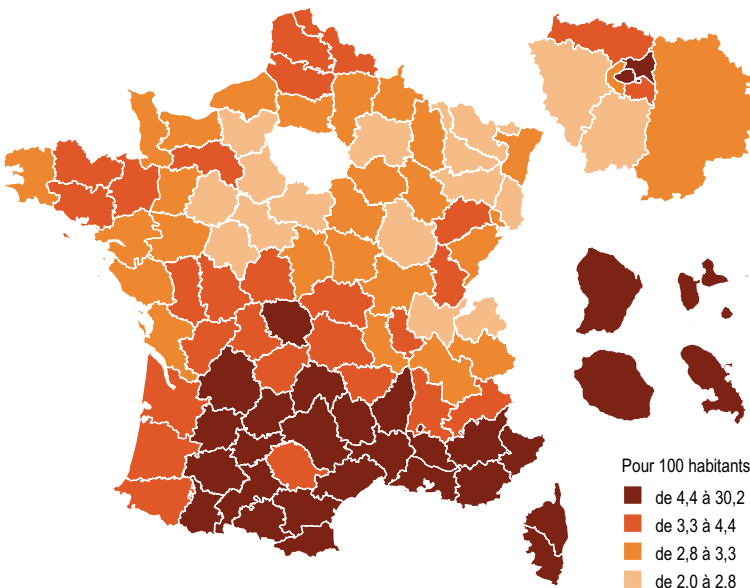 Pour 100 habitants
de 4,4 à 30,2
de 3,3 à 4,4
de 2,8 à 3,3
de 2,0 à 2,8